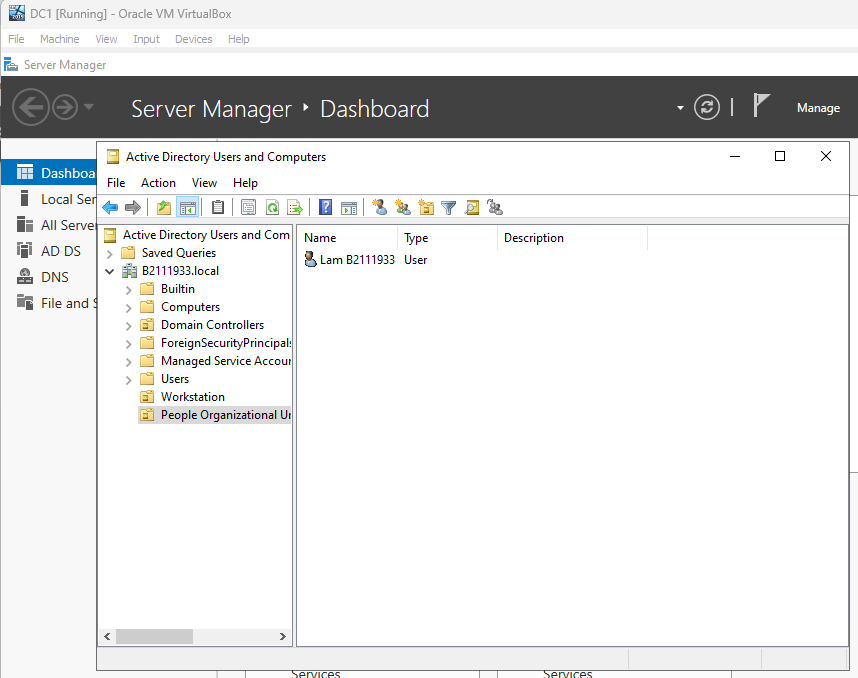 DC1 [Running] - Oracle VM VirtualBox
File Machine View Input Devices Help
Server Manager
Server Manager Dashboard
Manage
Dashboa
Local Ser
All Server
AD DS
DNS
File and S
Active Directory Users and Computers
File Action View Help
Active Directory Users and Com
Saved Queries
B2111933.local
Builtin
Computers
Domain Controllers
ForeignSecurityPrincipals
Managed Service Accour
Users
Workstation
People Organizational Un
Name Type Description
Lam B2111933 User
Services Services